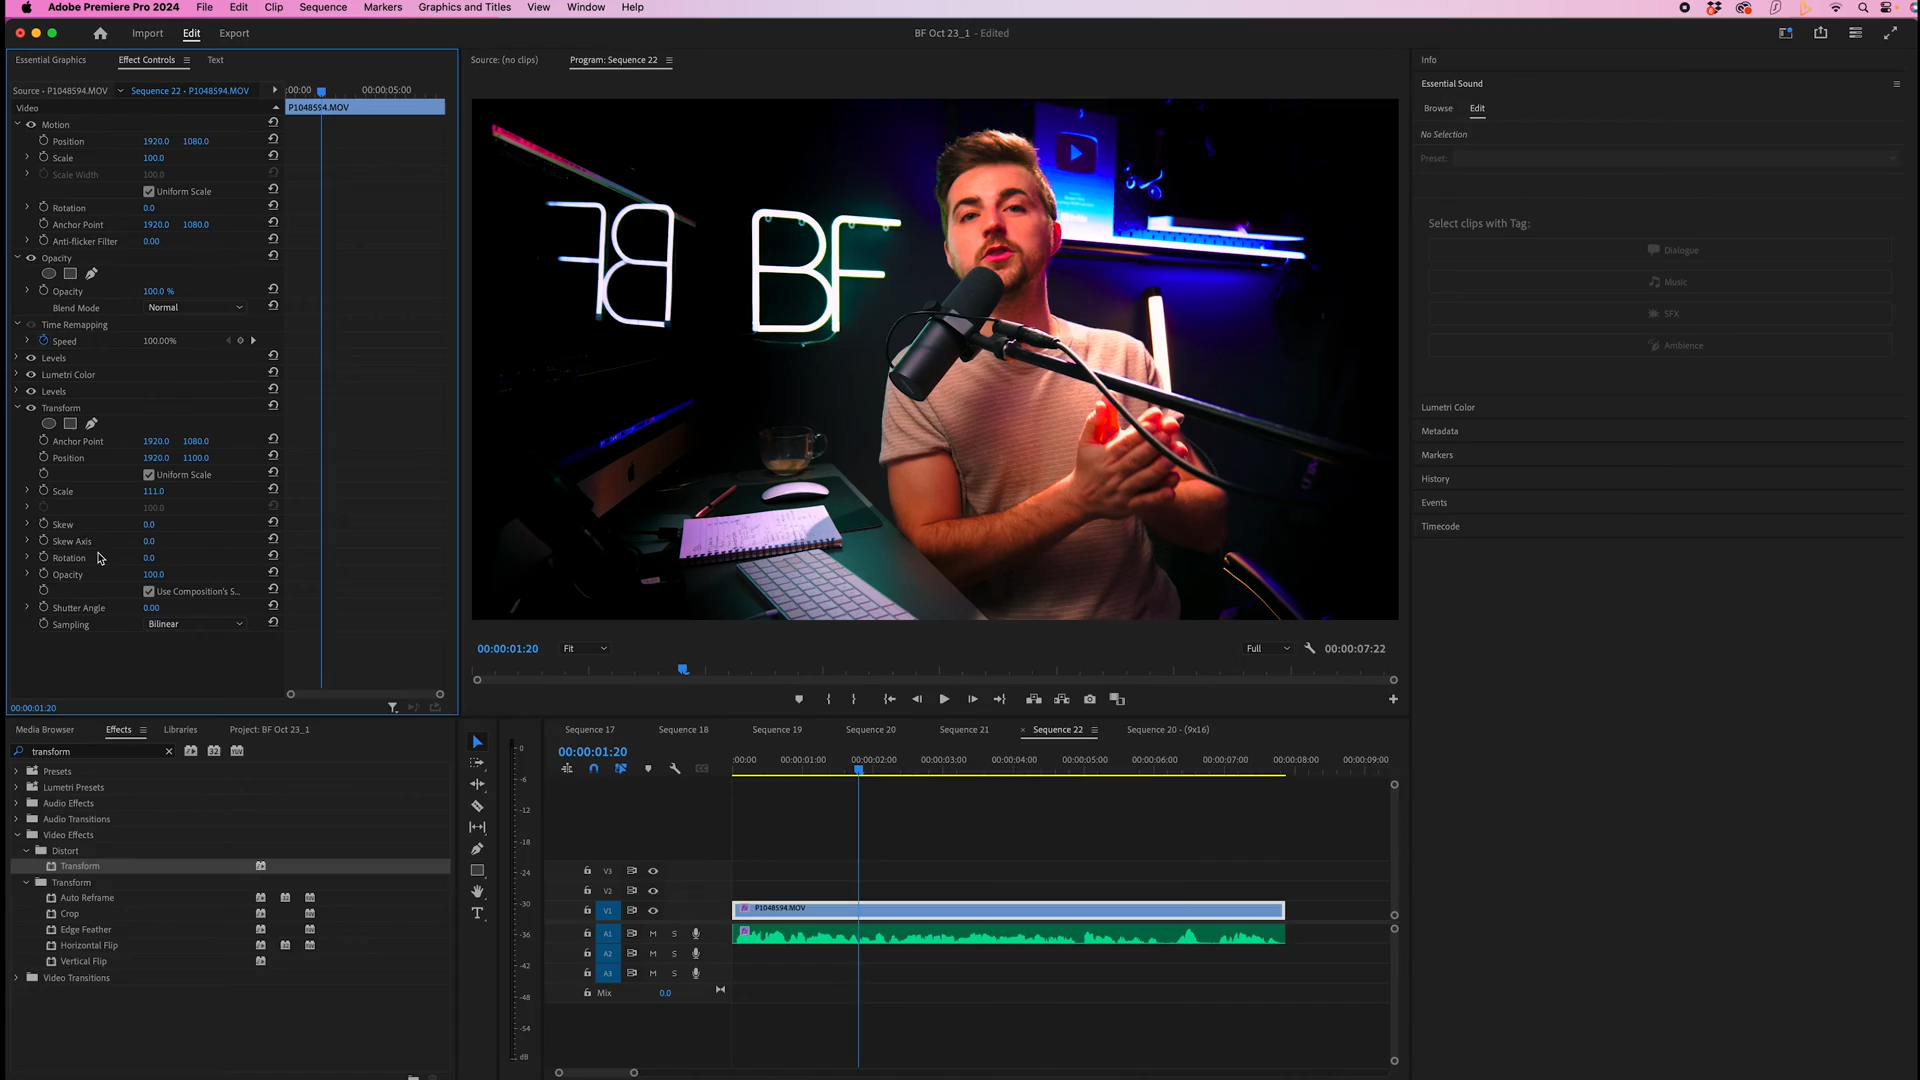 Adobe Premiere Pro 2024 File Edit Clip Sequence Markers Graphics and Titles View Window Help
Import Edit Export
BF Oct 23_1 - Edited
Essential Graphics Effect Controls Text
Source • P1048594.MOV Sequence 22 • P1048594.MOV
:00:00 00:00:05:00
Video
P1048594.MOV
Motion
Position 1920.0 1080.0
Scale 100.0
Scale Width 100.0
Uniform Scale
Rotation 0.0
Anchor Point 1920.0 1080.0
Anti-flicker Filter 0.00
Opacity
Opacity 100.0 %
Blend Mode Normal
Time Remapping
Speed 100.00%
Levels
Lumetri Color
Levels
Transform
Anchor Point 1920.0 1080.0
Position 1920.0 1100.0
Uniform Scale
Scale 111.0
100.0
Skew 0.0
Skew Axis 0.0
Rotation 0.0
Opacity 100.0
Use Composition's S...
Shutter Angle 0.00
Sampling Bilinear
00:00:01:20
Source: (no clips) Program: Sequence 22
BF
00:00:01:20 Fit Full 00:00:07:22
Info
Essential Sound
Browse Edit
No Selection
Preset:
Select clips with Tag:
Dialogue
Music
SFX
Ambience
Lumetri Color
Metadata
Markers
History
Events
Timecode
Media Browser Effects Libraries Project: BF Oct 23_1
transform
Presets
Lumetri Presets
Audio Effects
Audio Transitions
Video Effects
Distort
Transform
Transform
Auto Reframe
Crop
Edge Feather
Horizontal Flip
Vertical Flip
Video Transitions
0
-6
-12
-18
-24
-30
-36
-42
-48
-54
dB
Sequence 17 Sequence 18 Sequence 19 Sequence 20 Sequence 21 × Sequence 22 Sequence 20 - (9x16)
00:00:01:20
:00:00 00:00:01:00 00:00:02:00 00:00:03:00 00:00:04:00 00:00:05:00 00:00:06:00 00:00:07:00 00:00:08:00 00:00:09:00
V3
V2
V1 fx P1048594.MOV
A1 M S
A2 M S
A3 M S
Mix 0.0